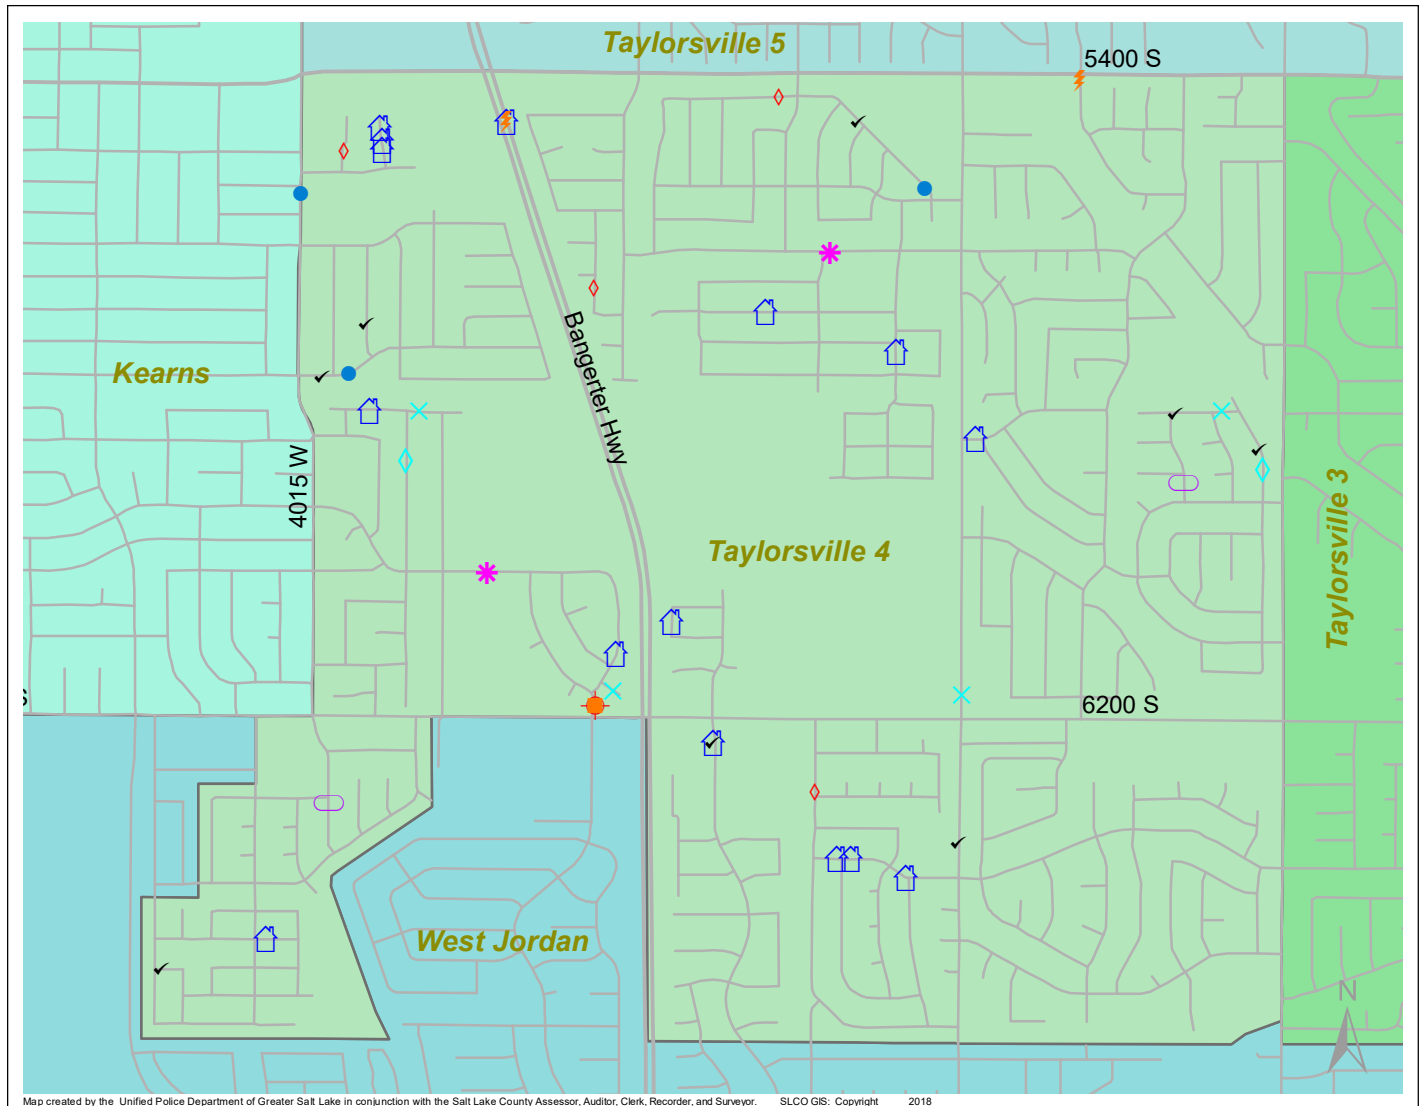 Taylorsville 5
5400 S
Kearns
Bangerter Hwy
4015 W
Taylorsville 4
Taylorsville 3
6200 S
West Jordan
N
Map created by the Unified Police Department of Greater Salt Lake in conjunction with the Salt Lake County Assessor, Auditor, Clerk, Recorder, and Surveyor. SLCO GIS: Copyright 2018